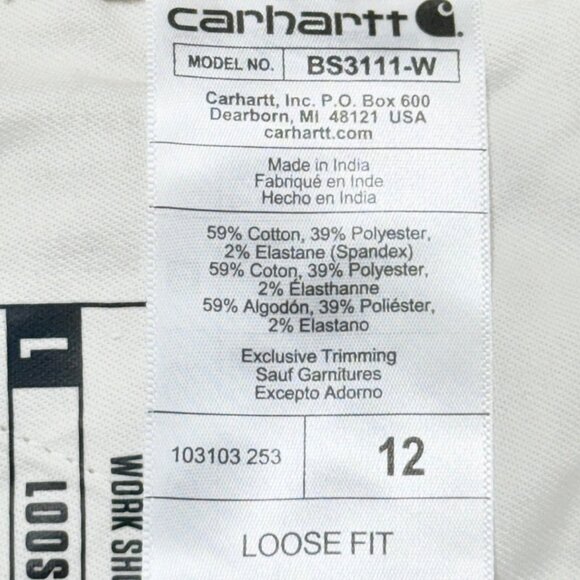 carhartt
MODEL NO. BS3111-W
Carhartt, Inc. P.O. Box 600
Dearborn, MI 48121 USA
carhartt.com
Made in India
Fabriqué en Inde
Hecho en India
59% Cotton, 39% Polyester,
2% Elastane (Spandex)
59% Coton, 39% Polyester,
2% Élasthanne
59% Algodón, 39% Poliéster,
2% Elastano
Exclusive Trimming
Sauf Garnitures
Excepto Adorno
103103 253
12
LOOSE FIT
L
LOOS
WORK SHO